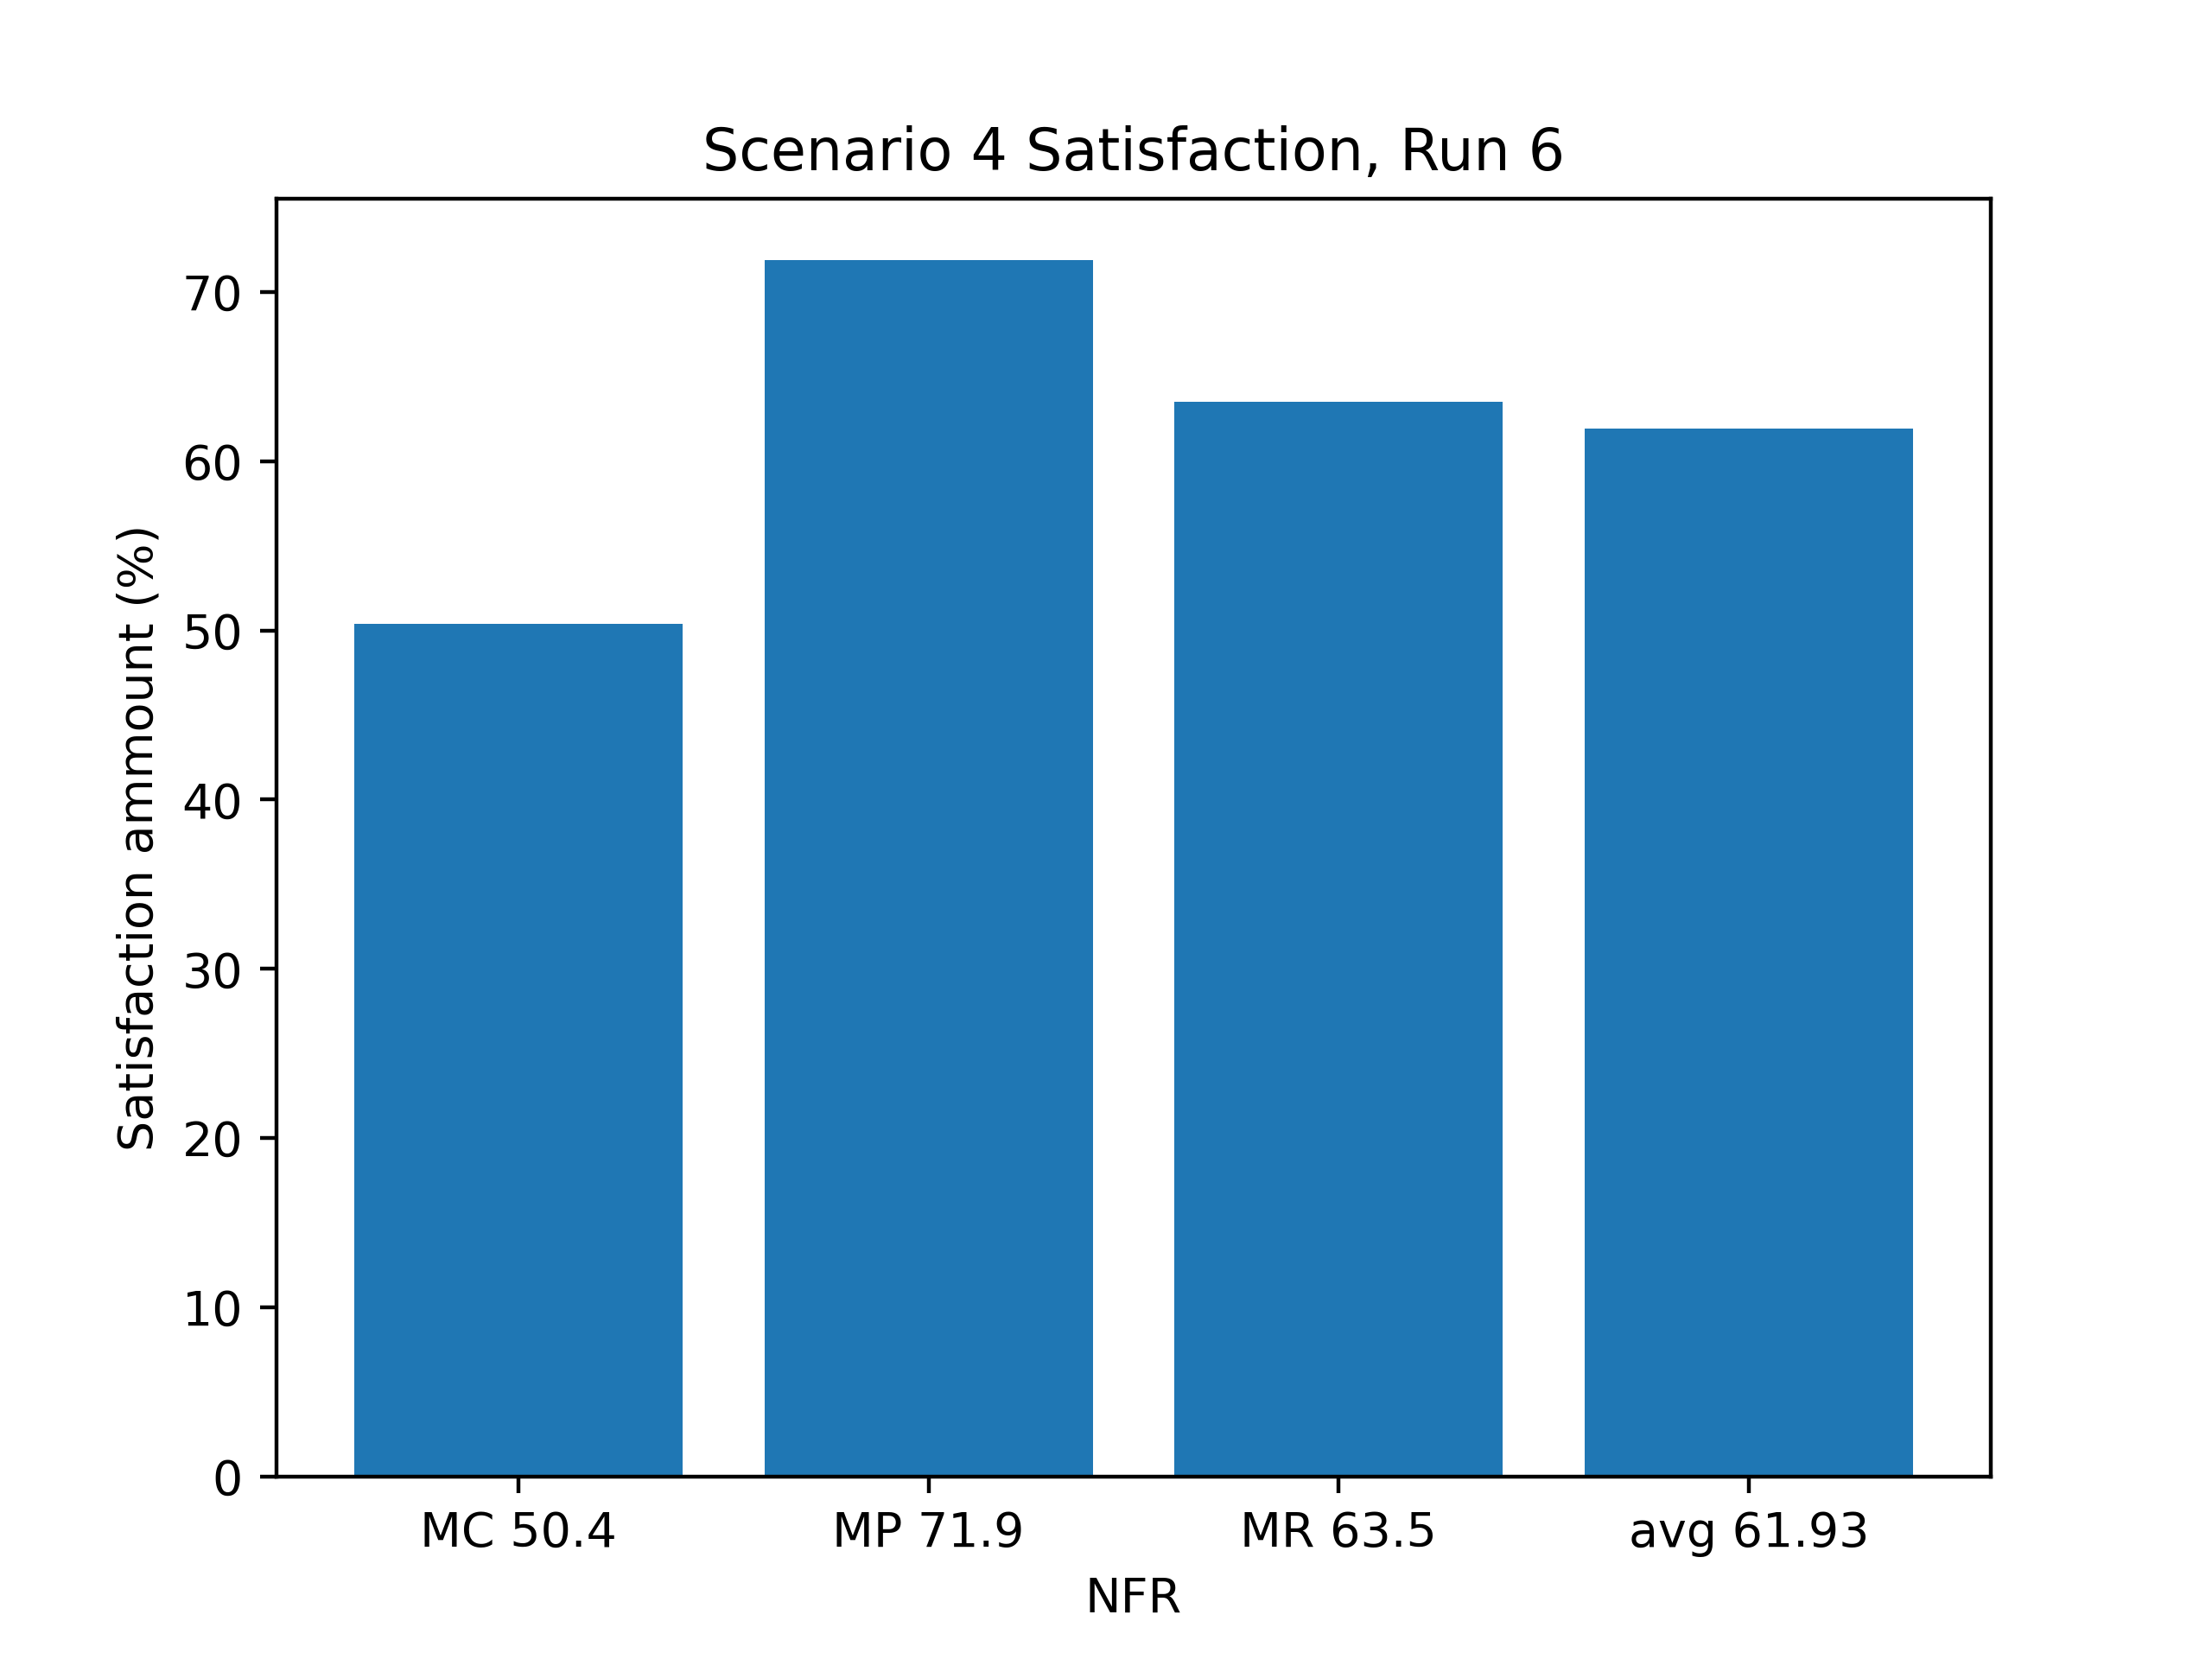 Scenario 4 Satisfaction, Run 6
Satisfaction ammount (%)
70
60
50
40
30
20
10
0
MC 50.4
MP 71.9
MR 63.5
avg 61.93
NFR